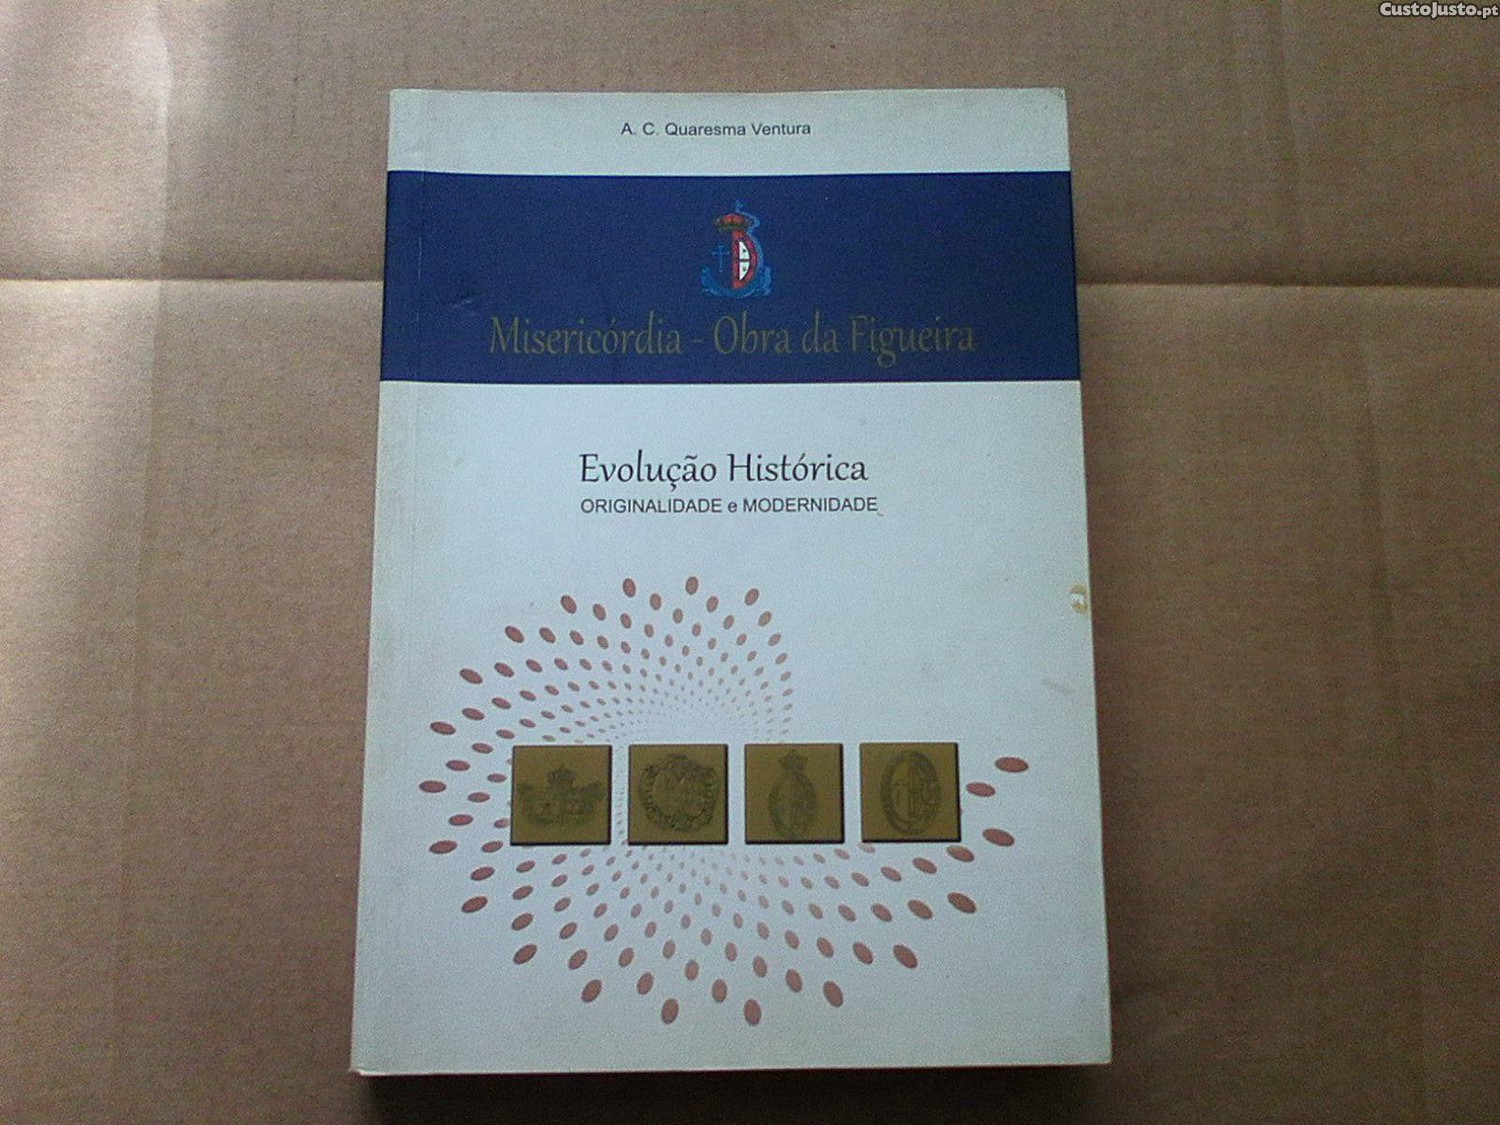 CustoJusto.pt
A. C. Quaresma Ventura
Misericórdia - Obra da Figueira
Evolução Histórica
ORIGINALIDADE e MODERNIDADE